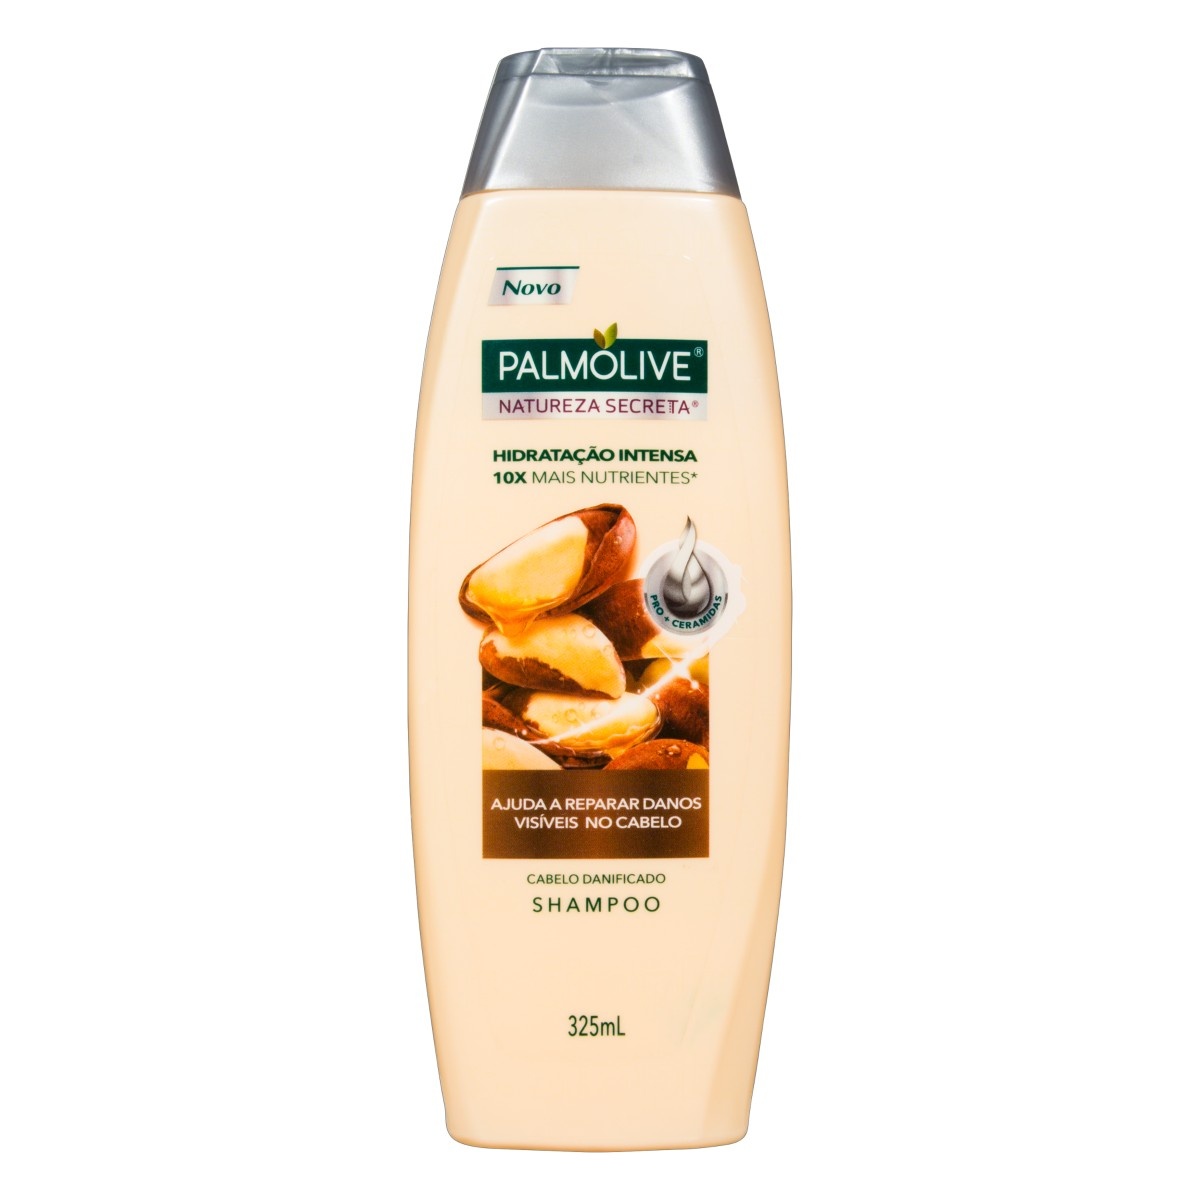 Novo
PALMOLIVE®
NATUREZA SECRETA®
HIDRATAÇÃO INTENSA
10X MAIS NUTRIENTES*
PRO + CERAMIDAS
AJUDA A REPARAR DANOS
VISÍVEIS NO CABELO
CABELO DANIFICADO
SHAMPOO
325mL